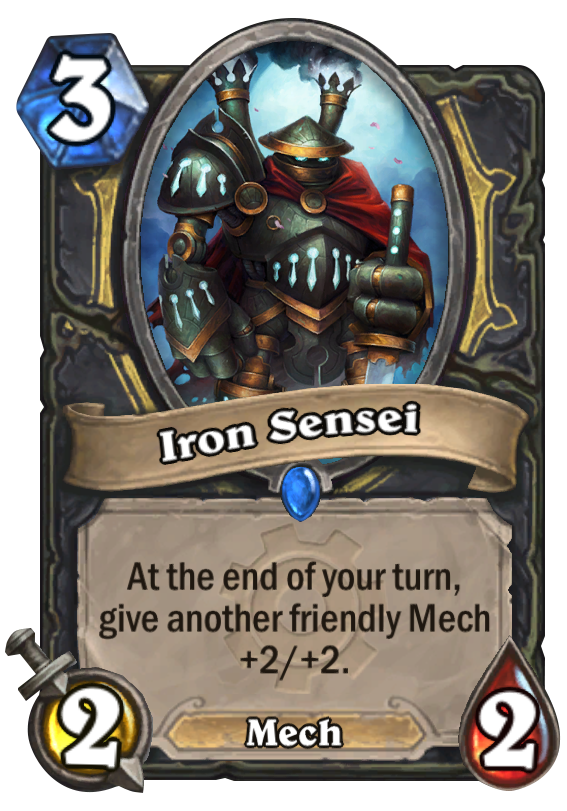 3
Iron Sensei
At the end of your turn,
give another friendly Mech
+2/+2.
2
Mech
2